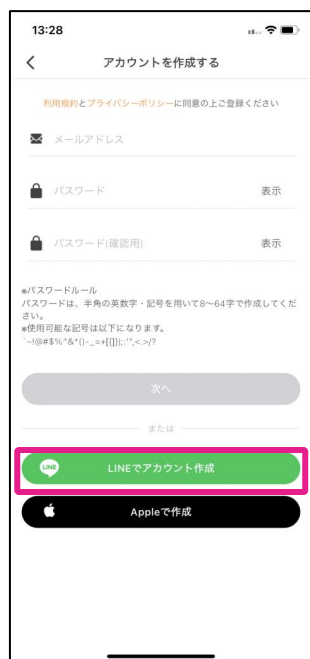 13:28
アカウントを作成する
利用規約とプライバシーポリシーに同意の上ご登録ください
メールアドレス
パスワード 表示
パスワード(確認用) 表示
※パスワードルール
パスワードは、半角の英数字・記号を用いて8〜64字で作成してくだ
さい。
※使用可能な記号は以下になります。
`~!@#$%^&*()-_=+[{]}|;:'",<.>/?
次へ
または
LINE LINEでアカウント作成
Appleで作成